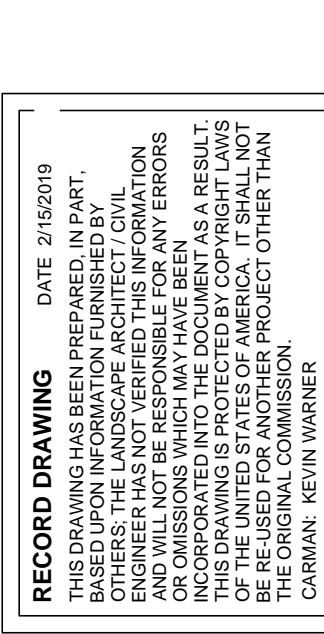 RECORD DRAWING DATE 2/15/2019
THIS DRAWING HAS BEEN PREPARED, IN PART,
BASED UPON INFORMATION FURNISHED BY
OTHERS; THE LANDSCAPE ARCHITECT / CIVIL
ENGINEER HAS NOT VERIFIED THIS INFORMATION
AND WILL NOT BE RESPONSIBLE FOR ANY ERRORS
OR OMISSIONS WHICH MAY HAVE BEEN
INCORPORATED INTO THE DOCUMENT AS A RESULT.
THIS DRAWING IS PROTECTED BY COPYRIGHT LAWS
OF THE UNITED STATES OF AMERICA. IT SHALL NOT
BE RE-USED FOR ANOTHER PROJECT OTHER THAN
THE ORIGINAL COMMISSION.
CARMAN: KEVIN WARNER